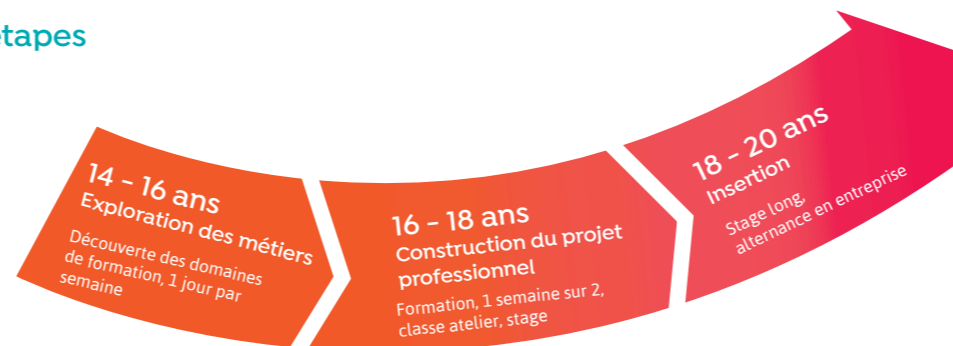 étapes
14 – 16 ans
Exploration des métiers
Découverte des domaines
de formation, 1 jour par
semaine
16 – 18 ans
Construction du projet
professionnel
Formation, 1 semaine sur 2,
classe atelier, stage
18 – 20 ans
Insertion
Stage long,
alternance en entreprise